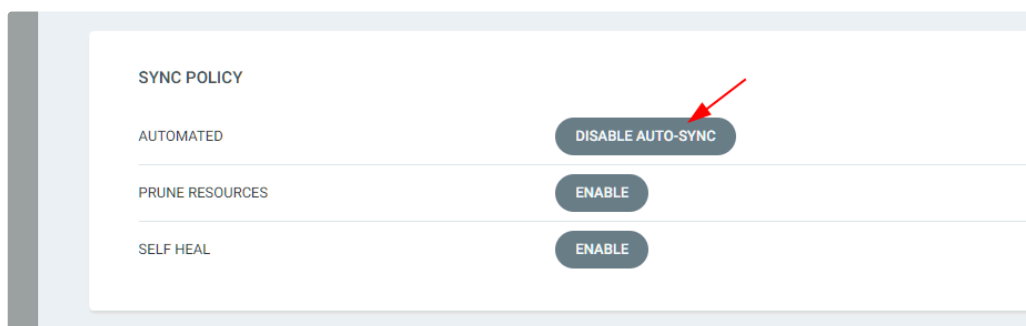 SYNC POLICY
AUTOMATED DISABLE AUTO-SYNC
PRUNE RESOURCES ENABLE
SELF HEAL ENABLE